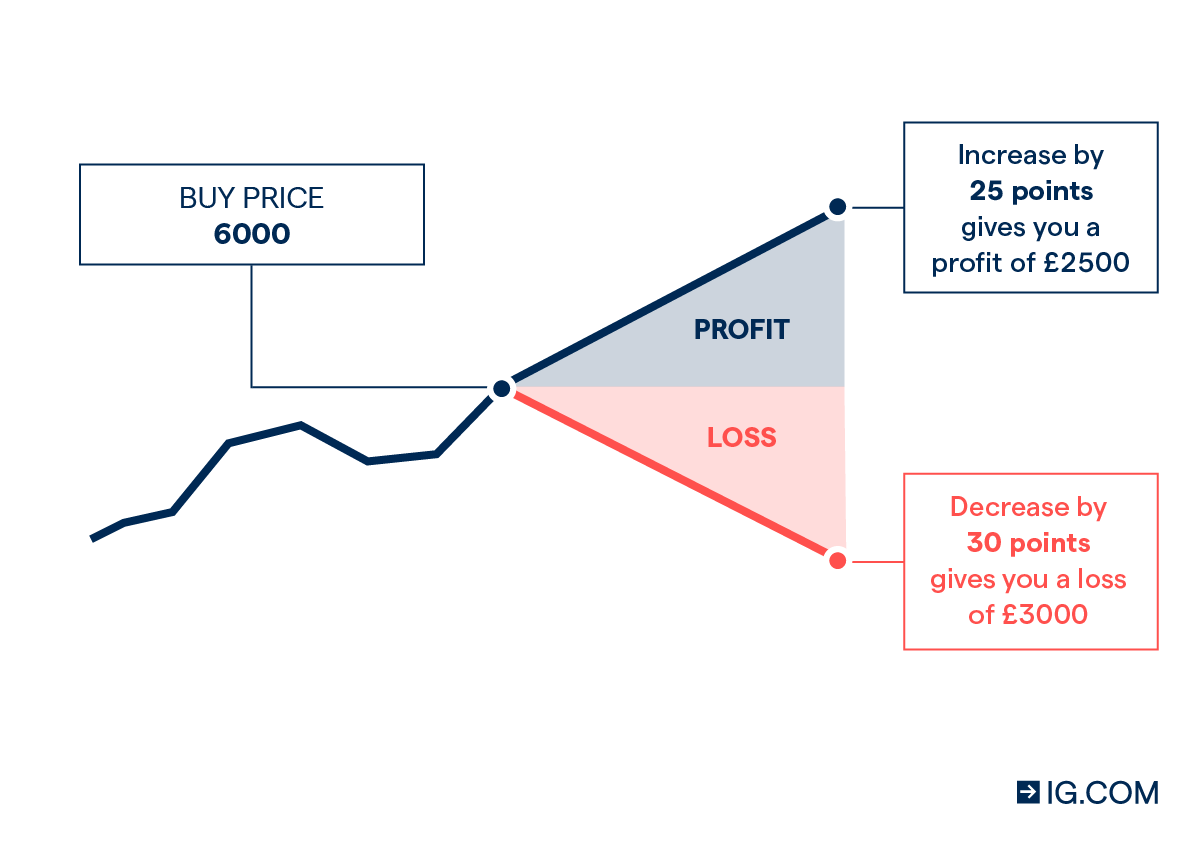 BUY PRICE
6000
Increase by
25 points
gives you a
profit of £2500
PROFIT
LOSS
Decrease by
30 points
gives you a loss
of £3000
IG.COM